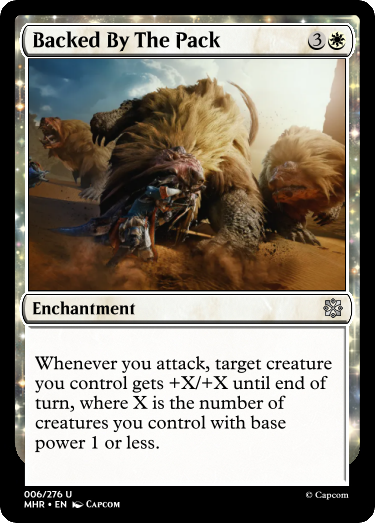 Backed By The Pack 3
Enchantment
Whenever you attack, target creature
you control gets +X/+X until end of
turn, where X is the number of
creatures you control with base
power 1 or less.
006/276 U
MHR • EN Capcom © Capcom